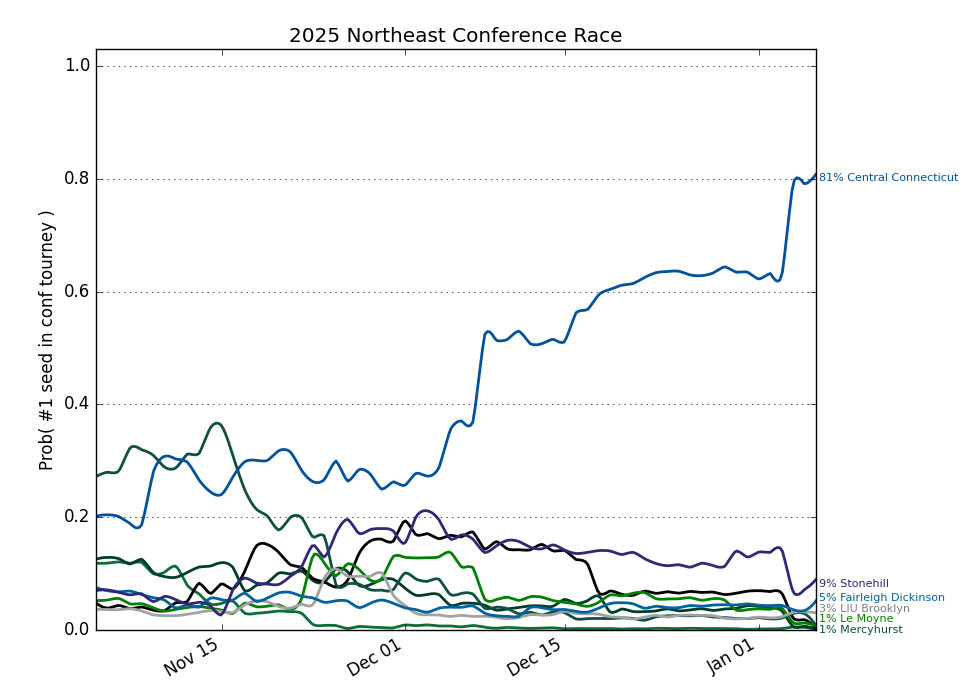 2025 Northeast Conference Race
Prob( #1 seed in conf tourney )
1.0
0.8
0.6
0.4
0.2
0.0
Nov 15
Dec 01
Dec 15
Jan 01
81% Central Connecticut
9% Stonehill
5% Fairleigh Dickinson
3% LIU Brooklyn
1% Le Moyne
1% Mercyhurst